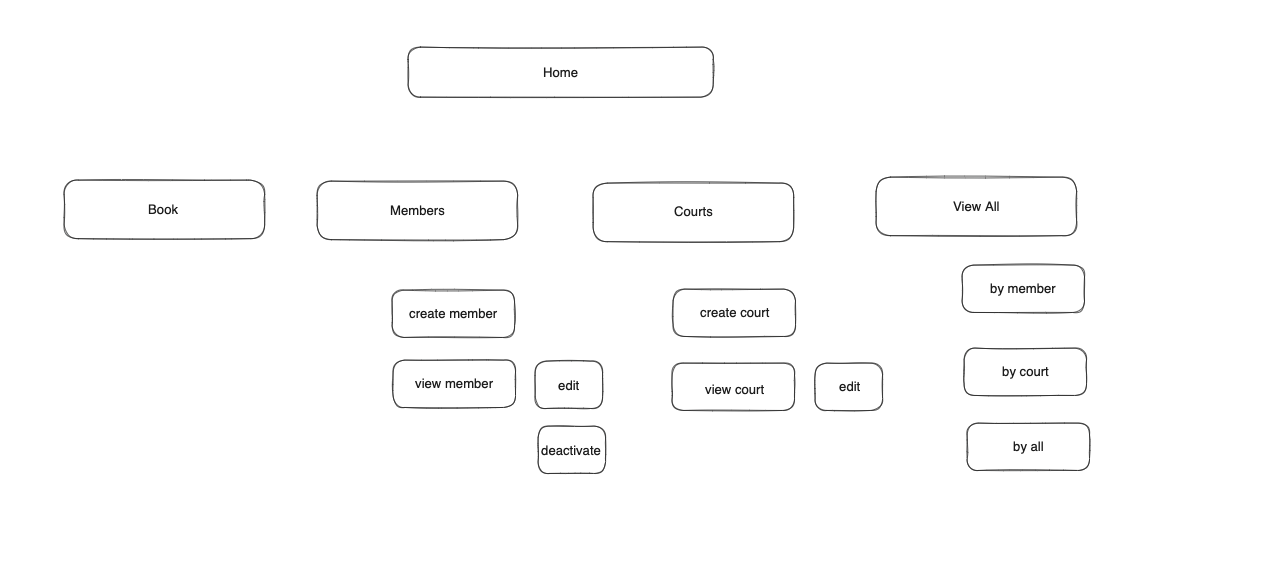 Home
Book
Members
Courts
View All
by member
create member
create court
by court
view member
edit
view court
edit
by all
deactivate